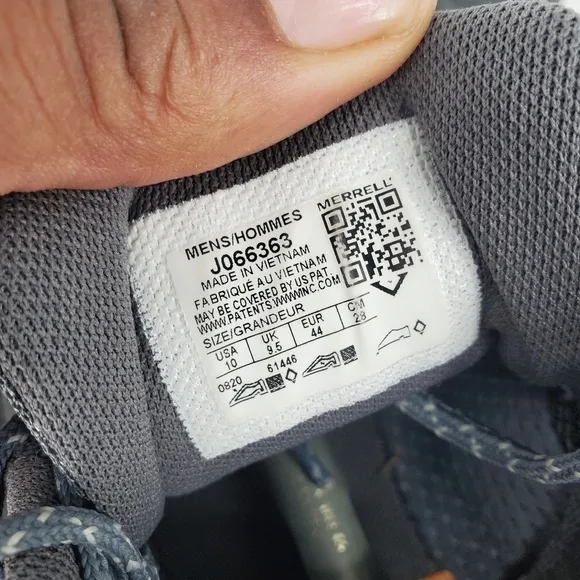 MERRELL
MENS/HOMMES
J066363
MADE IN VIETNAM
FABRIQUÉ AU VIETNAM
MAY BE COVERED BY US PAT.
WWW.PATENTS.WWWINC.COM
SIZE/GRANDEUR
USA UK EUR CM
10 9.5 44 28
0820 61446